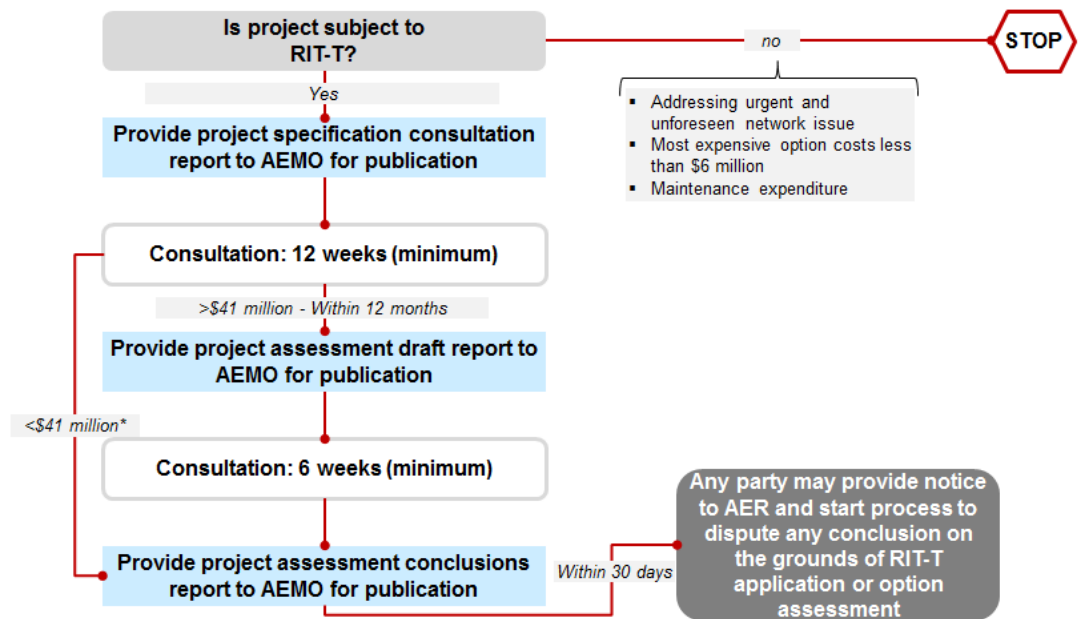 Is project subject to
RIT-T?
no
STOP
Yes
▪ Addressing urgent and
unforeseen network issue
▪ Most expensive option costs less
than $6 million
▪ Maintenance expenditure
Provide project specification consultation
report to AEMO for publication
Consultation: 12 weeks (minimum)
>$41 million - Within 12 months
Provide project assessment draft report to
AEMO for publication
<$41 million*
Consultation: 6 weeks (minimum)
Provide project assessment conclusions
report to AEMO for publication
Within 30 days
Any party may provide notice
to AER and start process to
dispute any conclusion on
the grounds of RIT-T
application or option
assessment